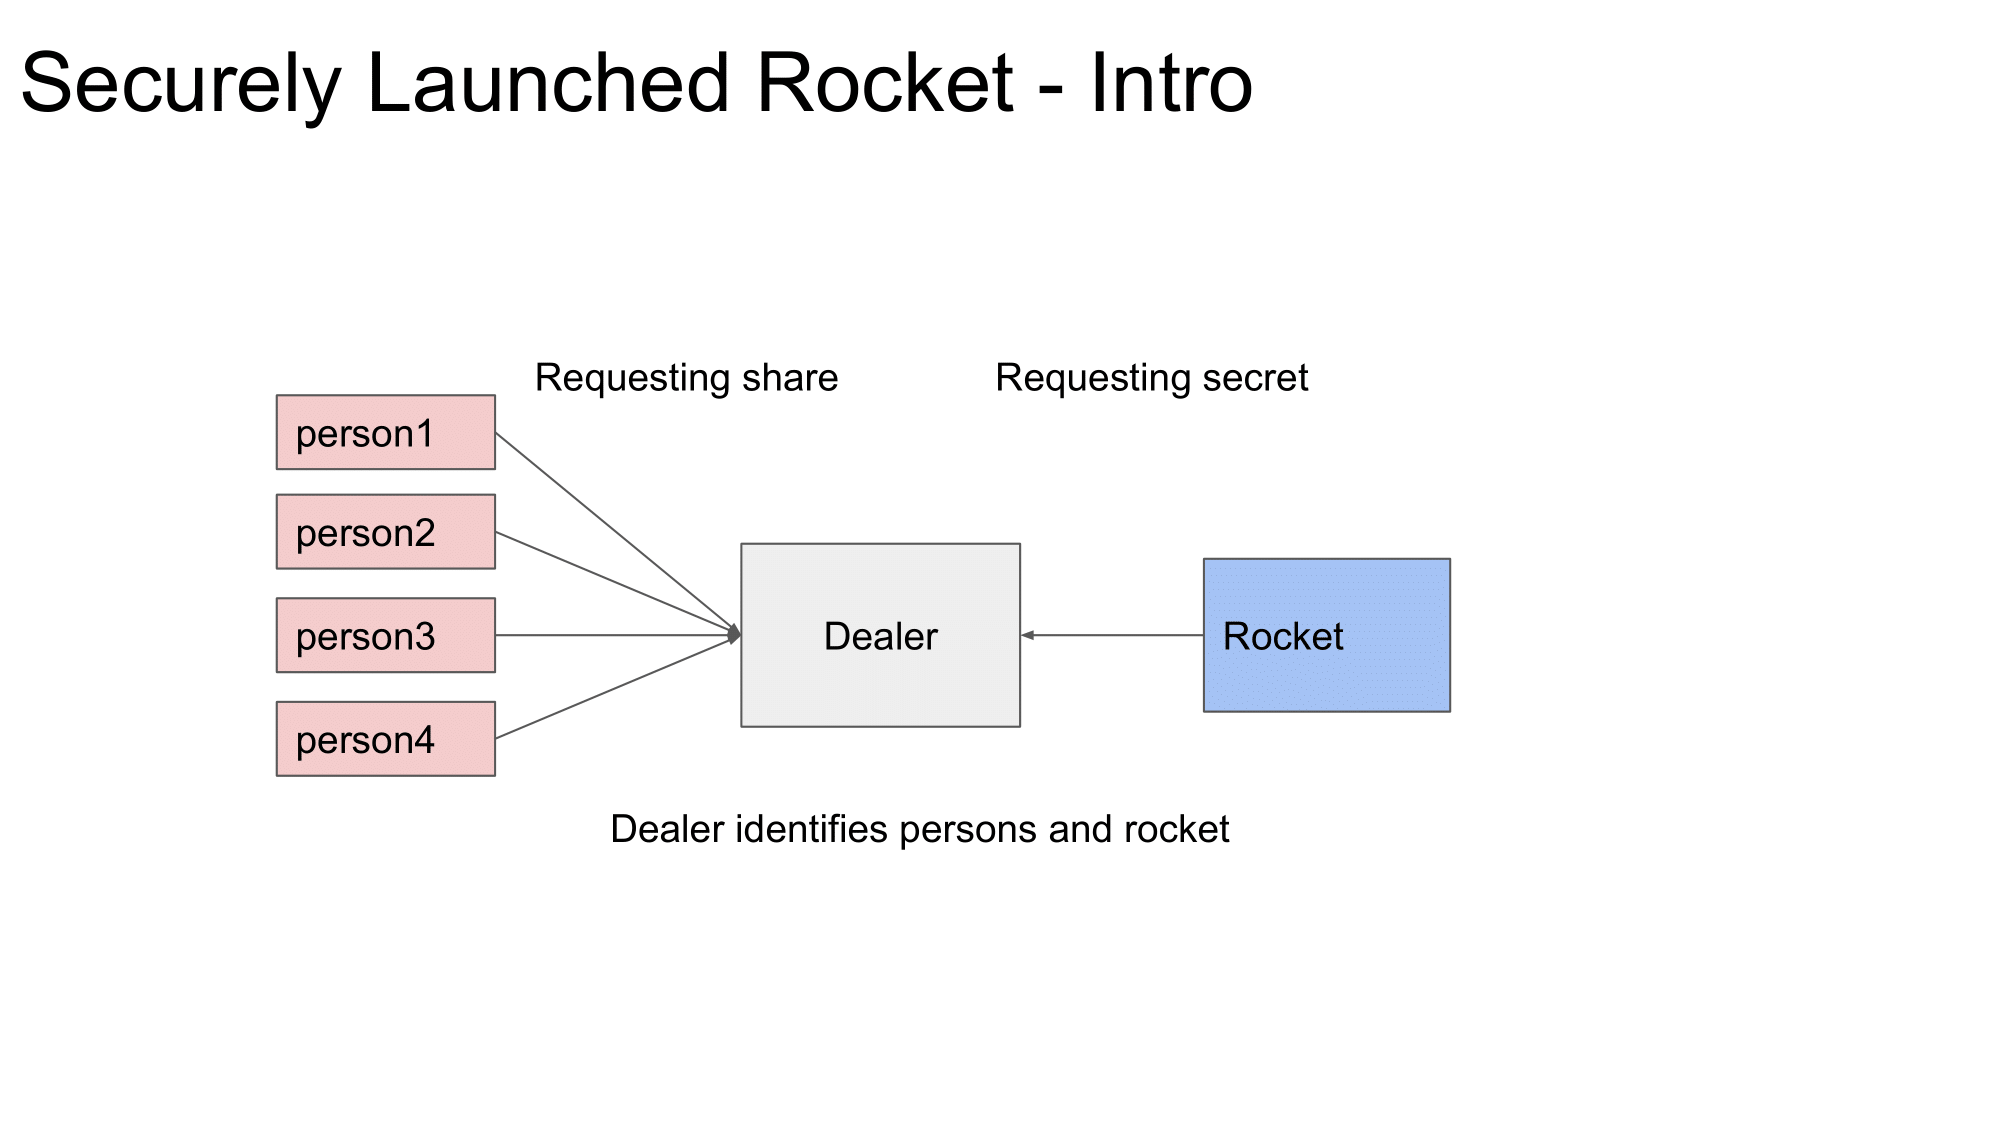 Securely Launched Rocket - Intro
Requesting share
Requesting secret
person1
person2
person3
person4
Dealer
Rocket
Dealer identifies persons and rocket